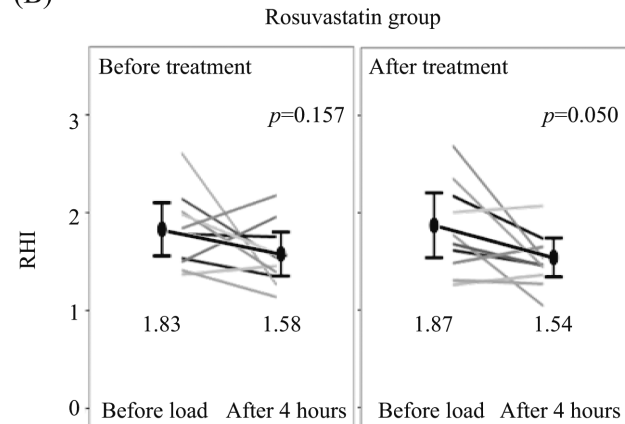 (B)
Rosuvastatin group
Before treatment
After treatment
p=0.157
p=0.050
3
2
RHI
1
0
1.83
1.58
1.87
1.54
Before load
After 4 hours
Before load
After 4 hours